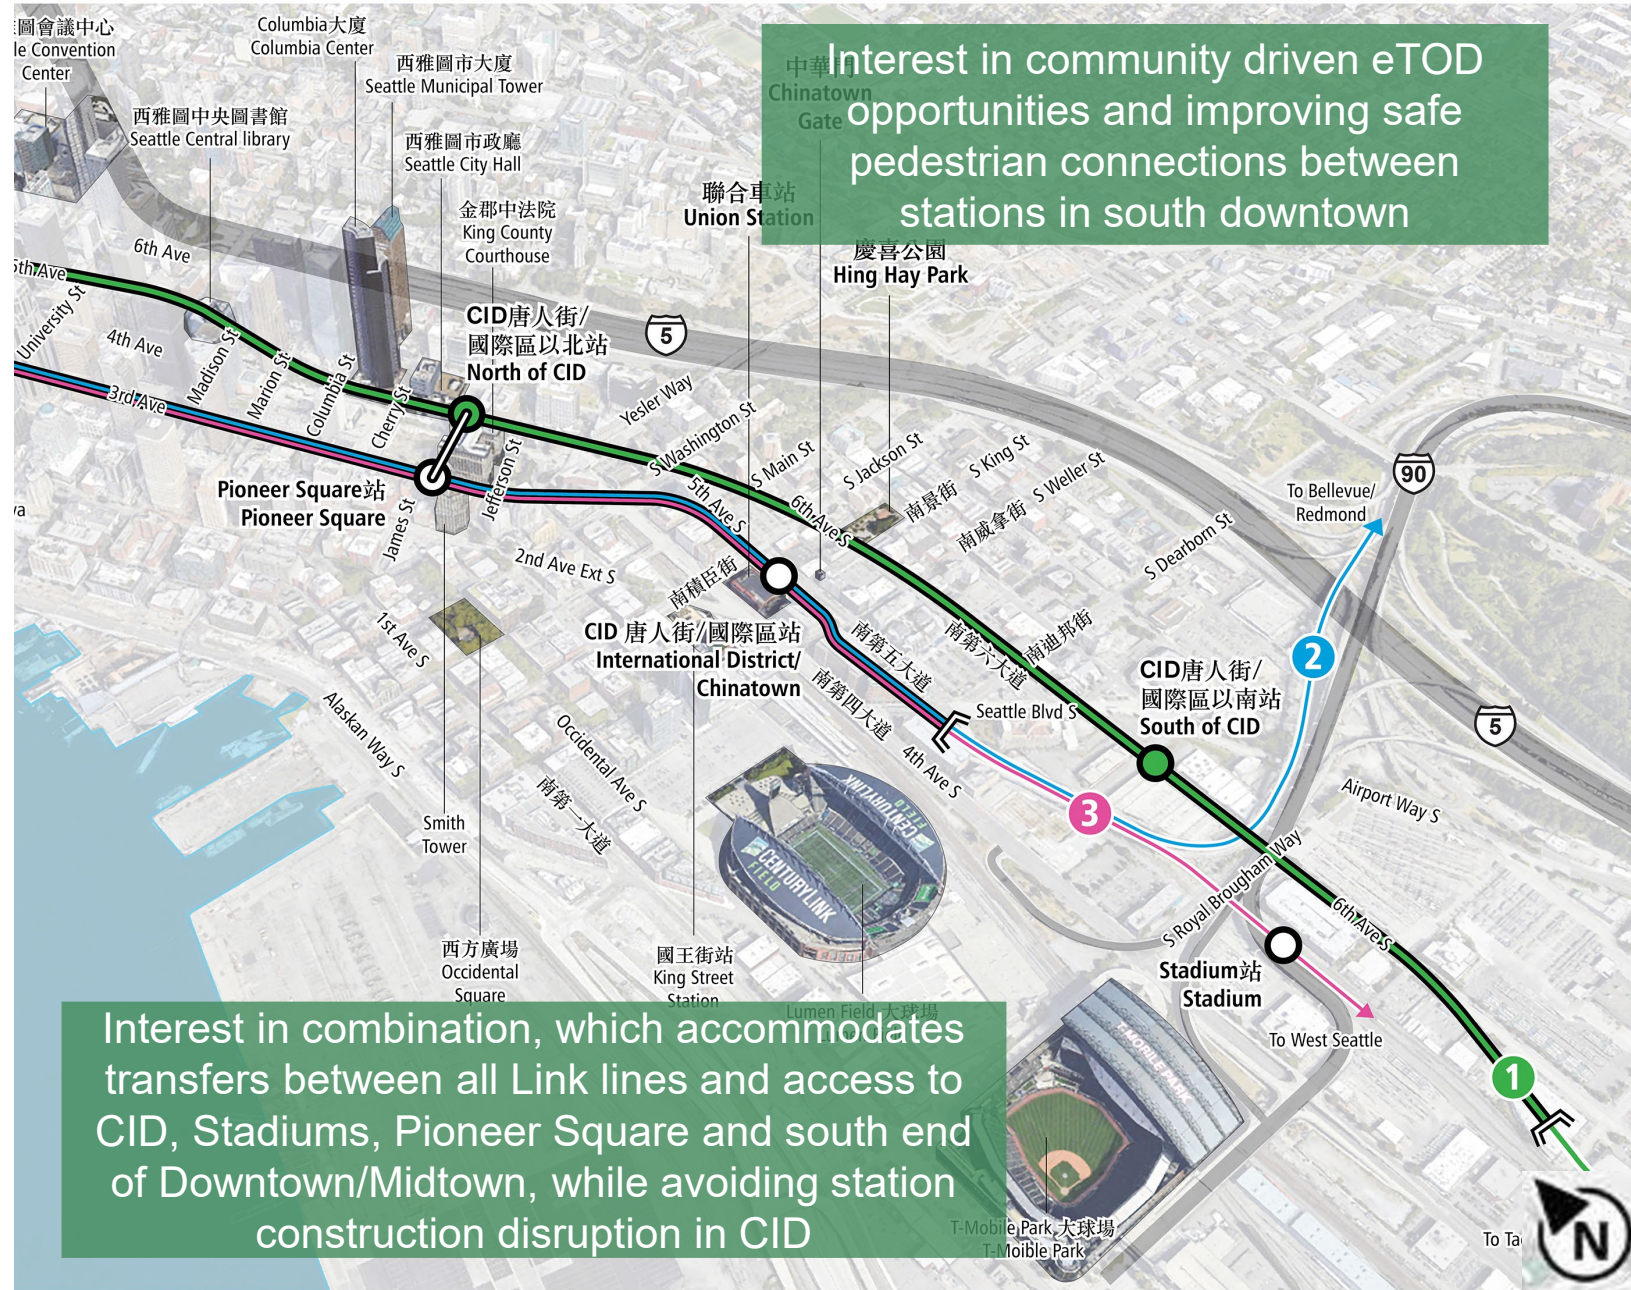 圖會議中心
le Convention
Center
Columbia大廈
Columbia Center
西雅圖市大廈
Seattle Municipal Tower
西雅圖中央圖書館
Seattle Central library
西雅圖市政廳
Seattle City Hall
金郡中法院
King County
Courthouse
聯合車站
Union Station
中華門
Chinatown
Gate
Interest in community driven eTOD
opportunities and improving safe
pedestrian connections between
stations in south downtown
慶喜公園
Hing Hay Park
6th Ave
5th Ave
University St
4th Ave
3rd Ave
Madison St
Marion St
Columbia St
Cherry St
CID唐人街/
國際區以北站
North of CID
5
Yesler Way
S Washington St
S Main St
S Jackson St
S King St
南景街
S Weller St
南威拿街
S Dearborn St
90
To Bellevue/
Redmond
Pioneer Square站
Pioneer Square
James St
Jefferson St
5th Ave S
6th Ave S
2nd Ave Ext S
南積臣街
va
1st Ave S
CID 唐人街/國際區站
International District/
Chinatown
南第五大道
南第六大道
南迪邦街
南第四大道
Seattle Blvd S
4th Ave S
CID唐人街/
國際區以南站
South of CID
2
5
Alaskan Way S
Occidental Ave S
南第一大道
3
Airport Way S
Smith
Tower
CENTURYLINK
FIELD
CENTURYLINK
FIELD
S Royal Brougham Way
6th Ave S
西方廣場
Occidental
Square
國王街站
King Street
Station
Stadium站
Stadium
To West Seattle
Lumen Field 大球場
Interest in combination, which accommodates
transfers between all Link lines and access to
CID, Stadiums, Pioneer Square and south end
of Downtown/Midtown, while avoiding station
construction disruption in CID
T-MOBILE PARK
T-Mobile Park 大球場
T-Moible Park
1
To Ta
N